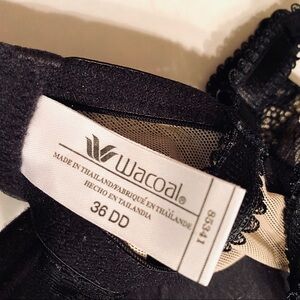 Wacoal®
MADE IN THAILAND/FABRIQUÉ EN THAÏLANDE
HECHO EN TAILANDIA
36 DD
85341